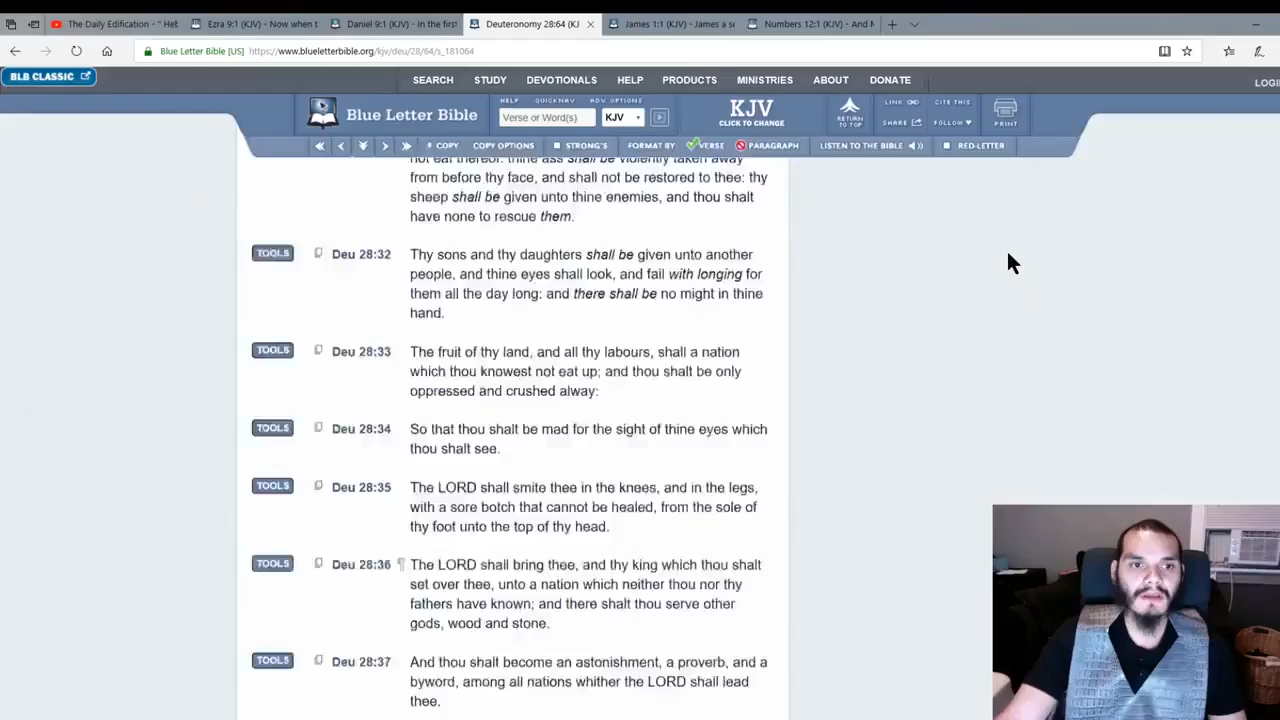 The Daily Edification - " Heb
Ezra 9:1 (KJV) - Now when t
Daniel 9:1 (KJV) - In the first
Deuteronomy 28:64 (KJ
James 1:1 (KJV) - James a se
Numbers 12:1 (KJV) - And M
Blue Letter Bible [US] https://www.blueletterbible.org/kjv/deu/28/64/s_181064
BLB CLASSIC
SEARCH STUDY DEVOTIONALS HELP PRODUCTS MINISTRIES ABOUT DONATE
LOGI
HELP QUICKNAV ADV. OPTIONS
Blue Letter Bible
Verse or Word(s) KJV
KJV
CLICK TO CHANGE
RETURN
TO TOP
LINK CITE THIS
SHARE FOLLOW
PRINT
COPY COPY OPTIONS STRONG'S FORMAT BY VERSE PARAGRAPH LISTEN TO THE BIBLE RED-LETTER
not eat thereof: thine ass shall be violently taken away
from before thy face, and shall not be restored to thee: thy
sheep shall be given unto thine enemies, and thou shalt
have none to rescue them.
TOOLS Deu 28:32 Thy sons and thy daughters shall be given unto another
people, and thine eyes shall look, and fail with longing for
them all the day long: and there shall be no might in thine
hand.
TOOLS Deu 28:33 The fruit of thy land, and all thy labours, shall a nation
which thou knowest not eat up; and thou shalt be only
oppressed and crushed alway:
TOOLS Deu 28:34 So that thou shalt be mad for the sight of thine eyes which
thou shalt see.
TOOLS Deu 28:35 The LORD shall smite thee in the knees, and in the legs,
with a sore botch that cannot be healed, from the sole of
thy foot unto the top of thy head.
TOOLS Deu 28:36 ¶ The LORD shall bring thee, and thy king which thou shalt
set over thee, unto a nation which neither thou nor thy
fathers have known; and there shalt thou serve other
gods, wood and stone.
TOOLS Deu 28:37 And thou shalt become an astonishment, a proverb, and a
byword, among all nations whither the LORD shall lead
thee.